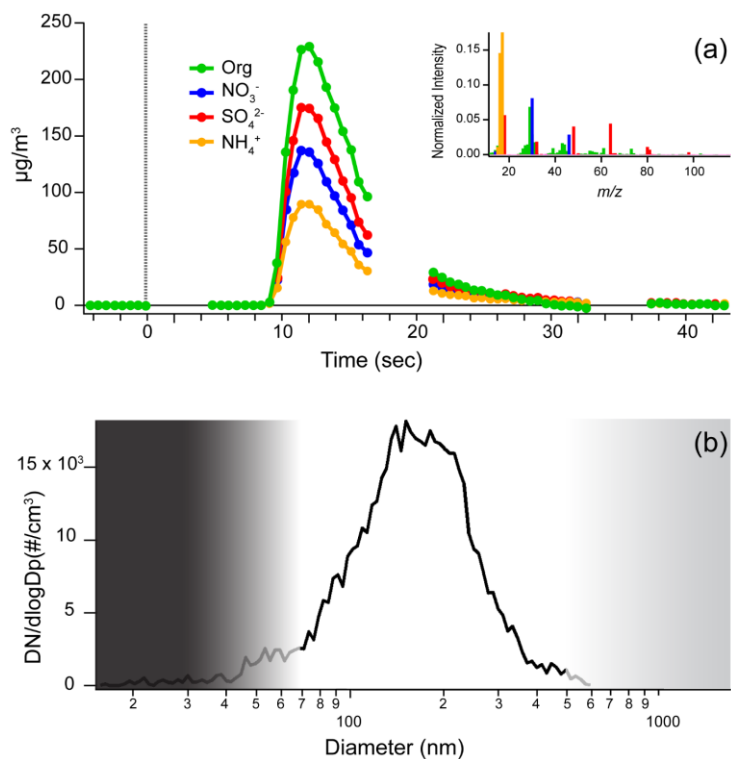 250
200
150
100
50
0
µg/m³
Org
NO₃⁻
SO₄²⁻
NH₄⁺
(a)
0.15
0.10
0.05
0.00
Normalized Intensity
20 40 60 80 100 120
m/z
0 10 20 30 40
Time (sec)
(b)
15 x 10³
10
5
0
DN/dlogDp(#/cm³)
2 3 4 5 6 7 8 9 2 3 4 5 6 7 8 9
100 1000
Diameter (nm)